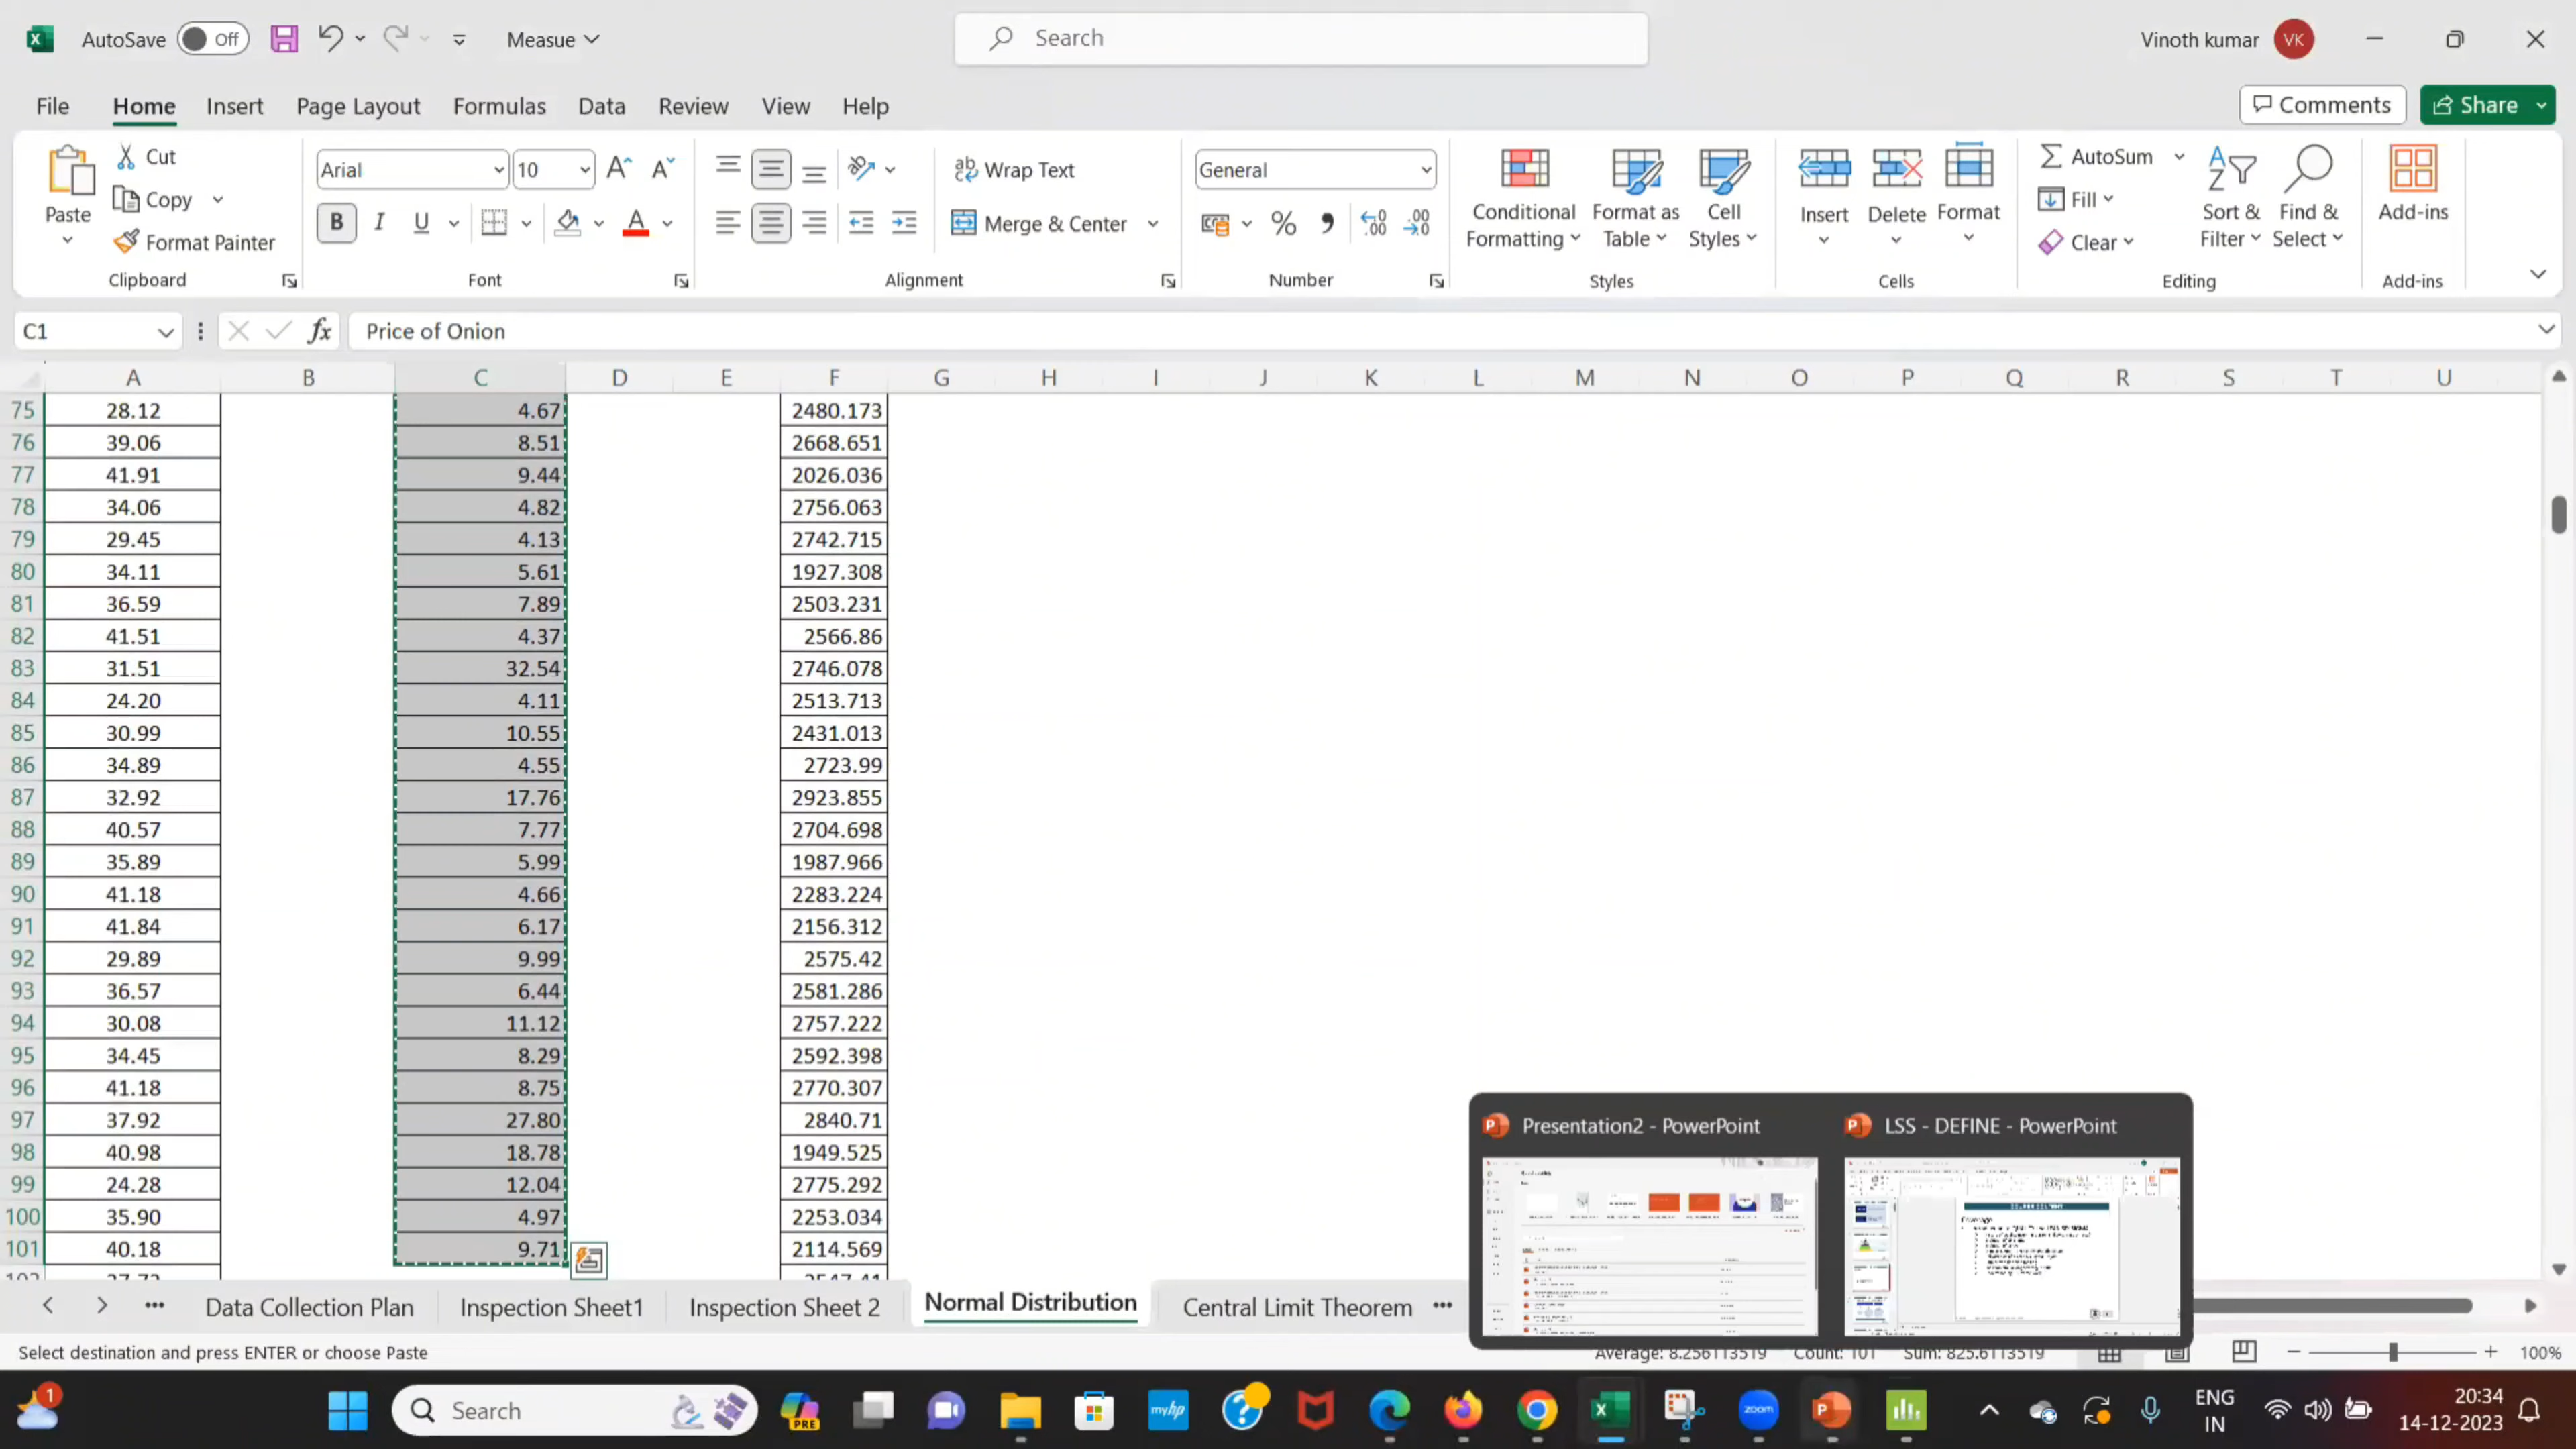 AutoSave Off Measue Search Vinoth kumar VK
File Home Insert Page Layout Formulas Data Review View Help Comments Share
Paste Cut Copy Format Painter Clipboard
Arial 10 B I U A Font
Wrap Text Merge & Center Alignment
General % Number
Conditional Formatting Format as Table Cell Styles Styles
Insert Delete Format Cells
AutoSum Fill Clear Sort & Filter Find & Select Editing
Add-ins Add-ins
C1 fx Price of Onion
A B C D E F G H I J K L M N O P Q R S T U
75 28.12 4.67 2480.173
76 39.06 8.51 2668.651
77 41.91 9.44 2026.036
78 34.06 4.82 2756.063
79 29.45 4.13 2742.715
80 34.11 5.61 1927.308
81 36.59 7.89 2503.231
82 41.51 4.37 2566.86
83 31.51 32.54 2746.078
84 24.20 4.11 2513.713
85 30.99 10.55 2431.013
86 34.89 4.55 2723.99
87 32.92 17.76 2923.855
88 40.57 7.77 2704.698
89 35.89 5.99 1987.966
90 41.18 4.66 2283.224
91 41.84 6.17 2156.312
92 29.89 9.99 2575.42
93 36.57 6.44 2581.286
94 30.08 11.12 2757.222
95 34.45 8.29 2592.398
96 41.18 8.75 2770.307
97 37.92 27.80 2840.71
98 40.98 18.78 1949.525
99 24.28 12.04 2775.292
100 35.90 4.97 2253.034
101 40.18 9.71 2114.569
Presentation2 - PowerPoint LSS - DEFINE - PowerPoint
Data Collection Plan Inspection Sheet1 Inspection Sheet 2 Normal Distribution Central Limit Theorem
Select destination and press ENTER or choose Paste Average: 8.256113519 Count: 101 Sum: 825.6113519 100%
1 Search PRE myhp zoom ENG IN 20:34 14-12-2023